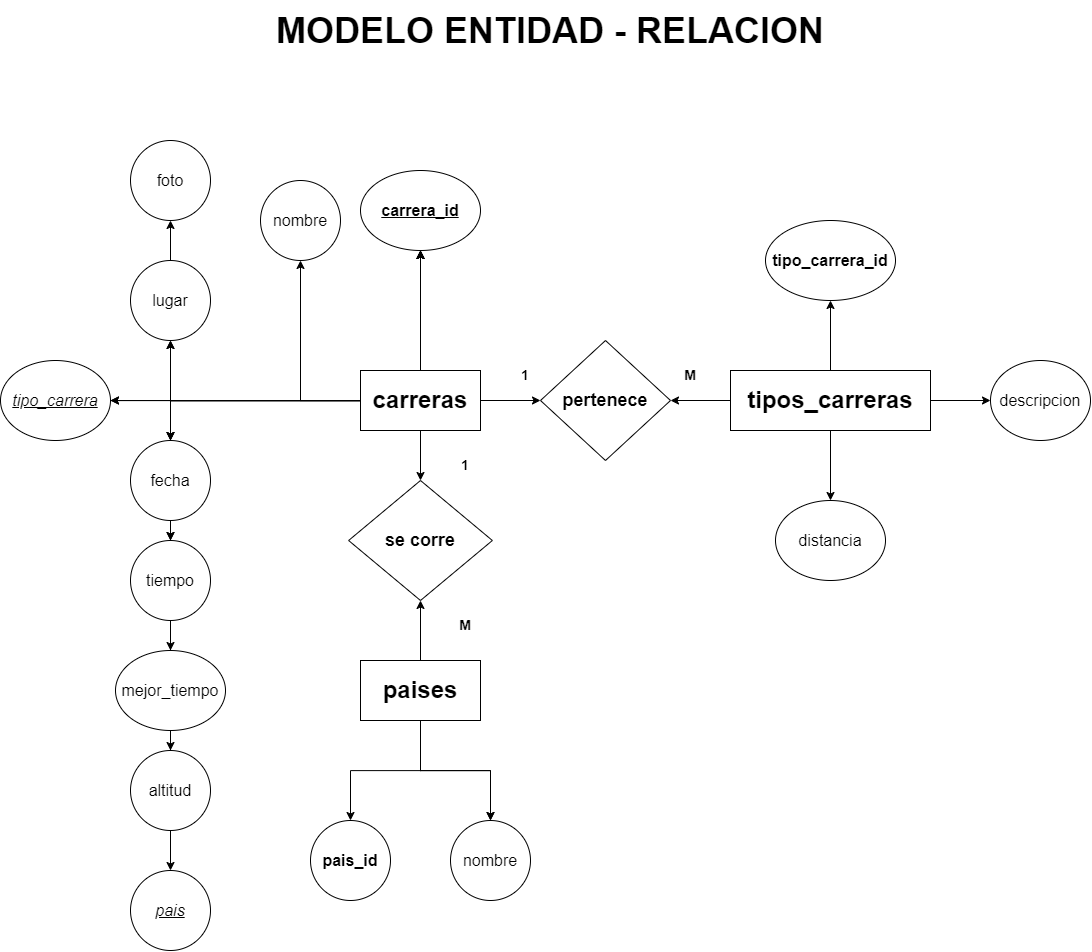 MODELO ENTIDAD - RELACION
foto
nombre
carrera_id
lugar
tipo_carrera_id
tipo_carrera
carreras
1
pertenece
M
tipos_carreras
descripcion
fecha
1
se corre
distancia
tiempo
M
mejor_tiempo
paises
altitud
pais_id
nombre
pais